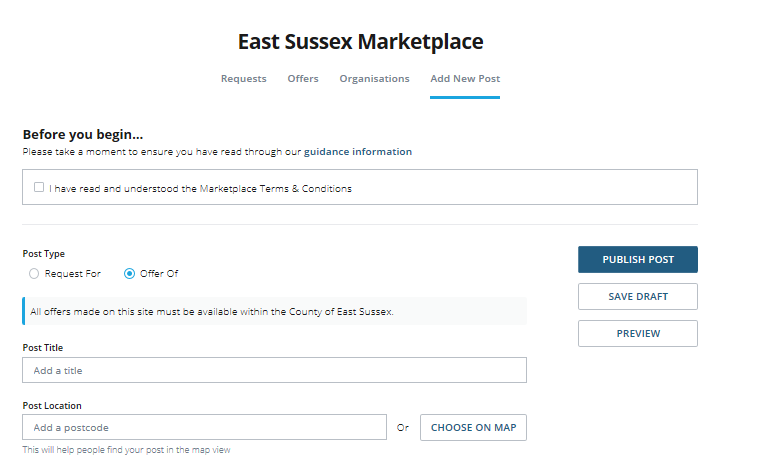 East Sussex Marketplace
Requests Offers Organisations Add New Post
Before you begin...
Please take a moment to ensure you have read through our guidance information
I have read and understood the Marketplace Terms & Conditions
Post Type
Request For Offer Of
All offers made on this site must be available within the County of East Sussex.
Post Title
Add a title
Post Location
Add a postcode Or CHOOSE ON MAP
This will help people find your post in the map view
PUBLISH POST
SAVE DRAFT
PREVIEW